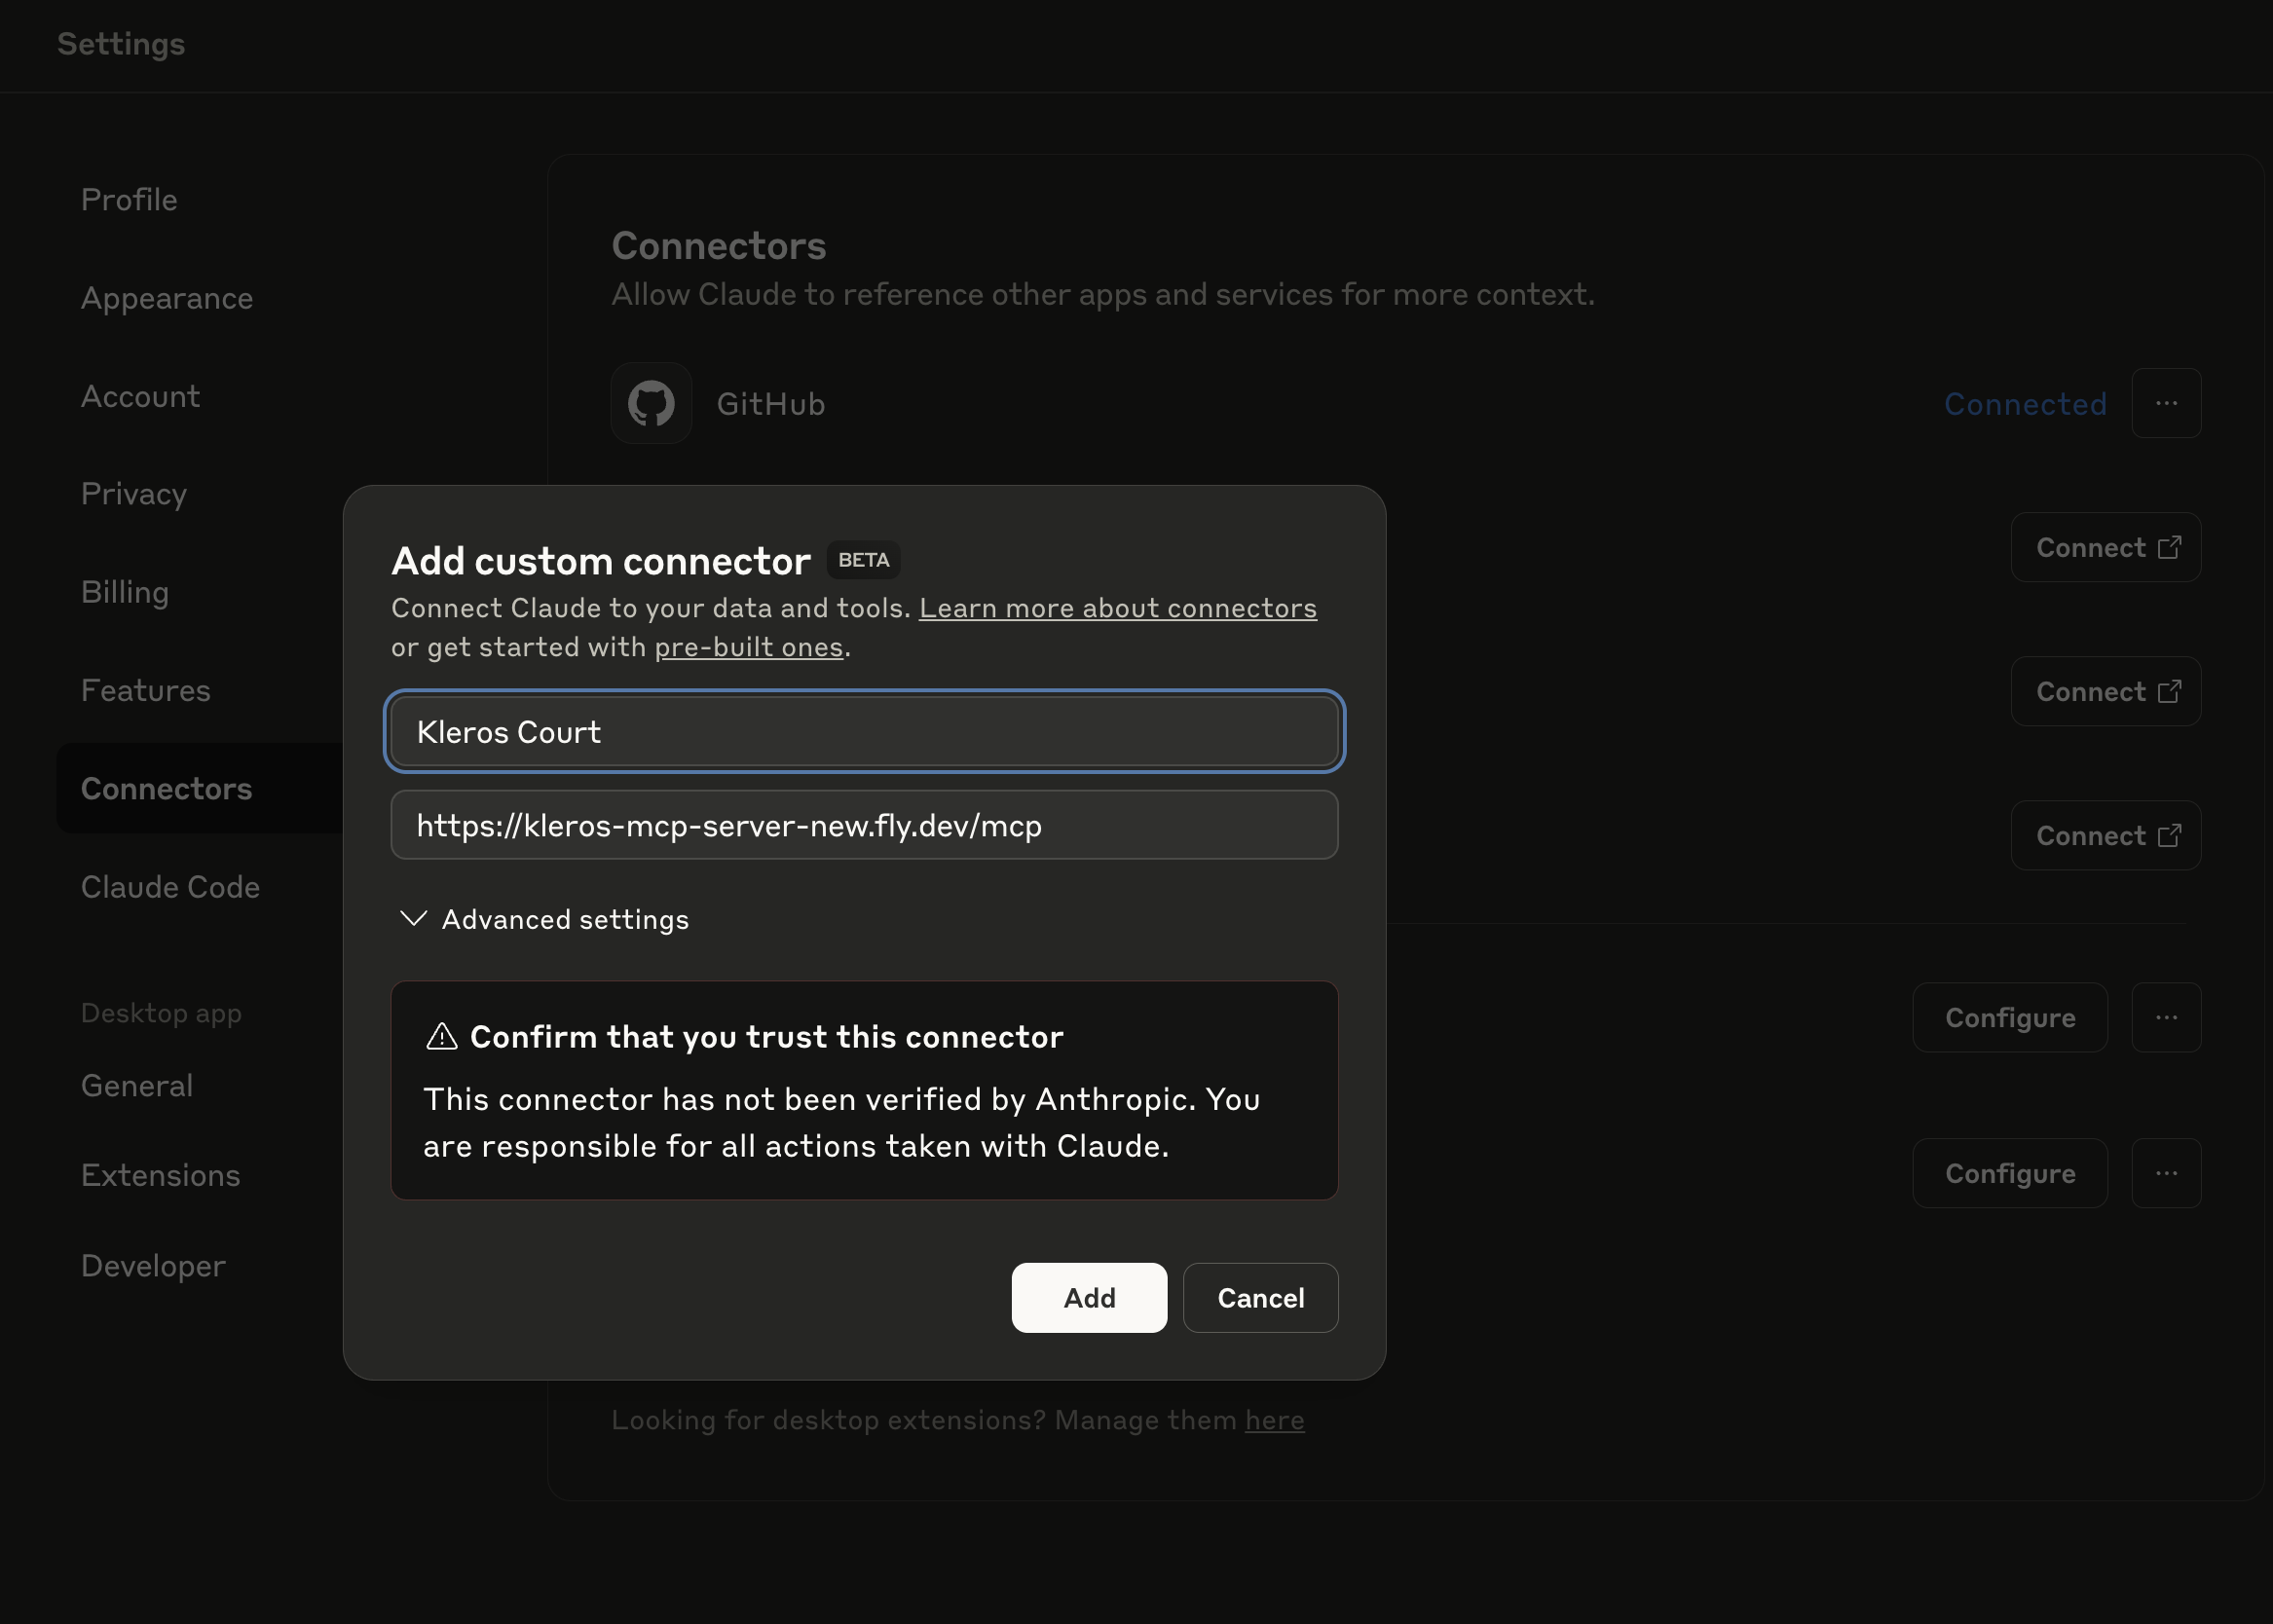 Settings
Profile
Appearance
Account
Privacy
Billing
Features
Connectors
Claude Code
Desktop app
General
Extensions
Developer
Connectors
Allow Claude to reference other apps and services for more context.
GitHub
Connected
...
Connect
Connect
Connect
Configure
...
Configure
...
Add custom connector BETA
Connect Claude to your data and tools. Learn more about connectors
or get started with pre-built ones.
Kleros Court
https://kleros-mcp-server-new.fly.dev/mcp
Advanced settings
Confirm that you trust this connector
This connector has not been verified by Anthropic. You
are responsible for all actions taken with Claude.
Add
Cancel
Looking for desktop extensions? Manage them here